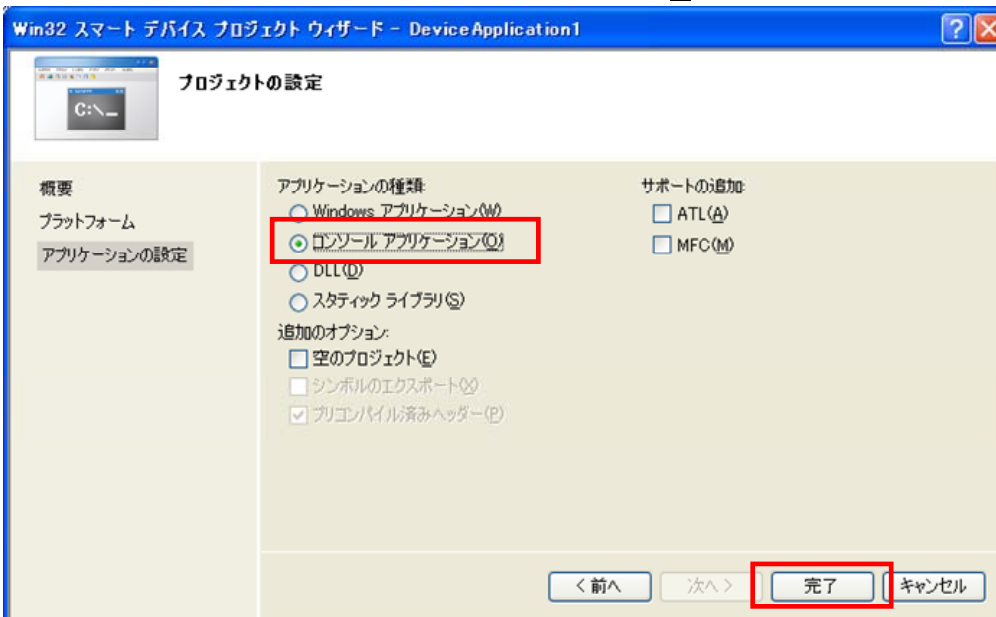 Win32 スマート デバイス プロジェクト ウィザード - DeviceApplication1
C:\_
プロジェクトの設定
概要
プラットフォーム
アプリケーションの設定
アプリケーションの種類:
Windows アプリケーション(W)
コンソール アプリケーション(O)
DLL(D)
スタティック ライブラリ(S)
追加のオプション:
空のプロジェクト(E)
シンボルのエクスポート(X)
プリコンパイル済みヘッダー(P)
サポートの追加:
ATL(A)
MFC(M)
< 前へ
次へ >
完了
キャンセル